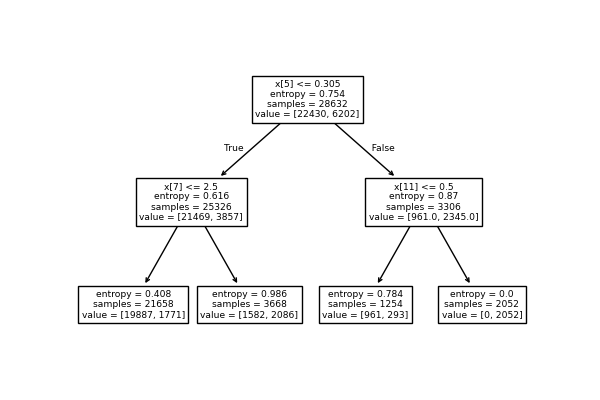 x[5] <= 0.305
entropy = 0.754
samples = 28632
value = [22430, 6202]
True
False
x[7] <= 2.5
entropy = 0.616
samples = 25326
value = [21469, 3857]
x[11] <= 0.5
entropy = 0.87
samples = 3306
value = [961.0, 2345.0]
entropy = 0.408
samples = 21658
value = [19887, 1771]
entropy = 0.986
samples = 3668
value = [1582, 2086]
entropy = 0.784
samples = 1254
value = [961, 293]
entropy = 0.0
samples = 2052
value = [0, 2052]